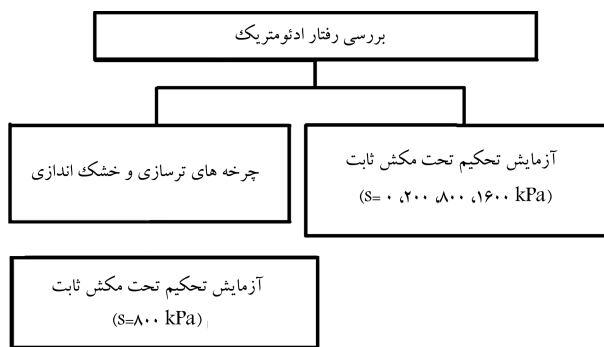 بررسی رفتار ادئومتریک
آزمایش تحکیم تحت مکش ثابت
(s= ۰ ،۲۰۰ ،۸۰۰ ،۱۶۰۰ kPa)
چرخه های ترسازی و خشک اندازی
آزمایش تحکیم تحت مکش ثابت
(s=۸۰۰ kPa)